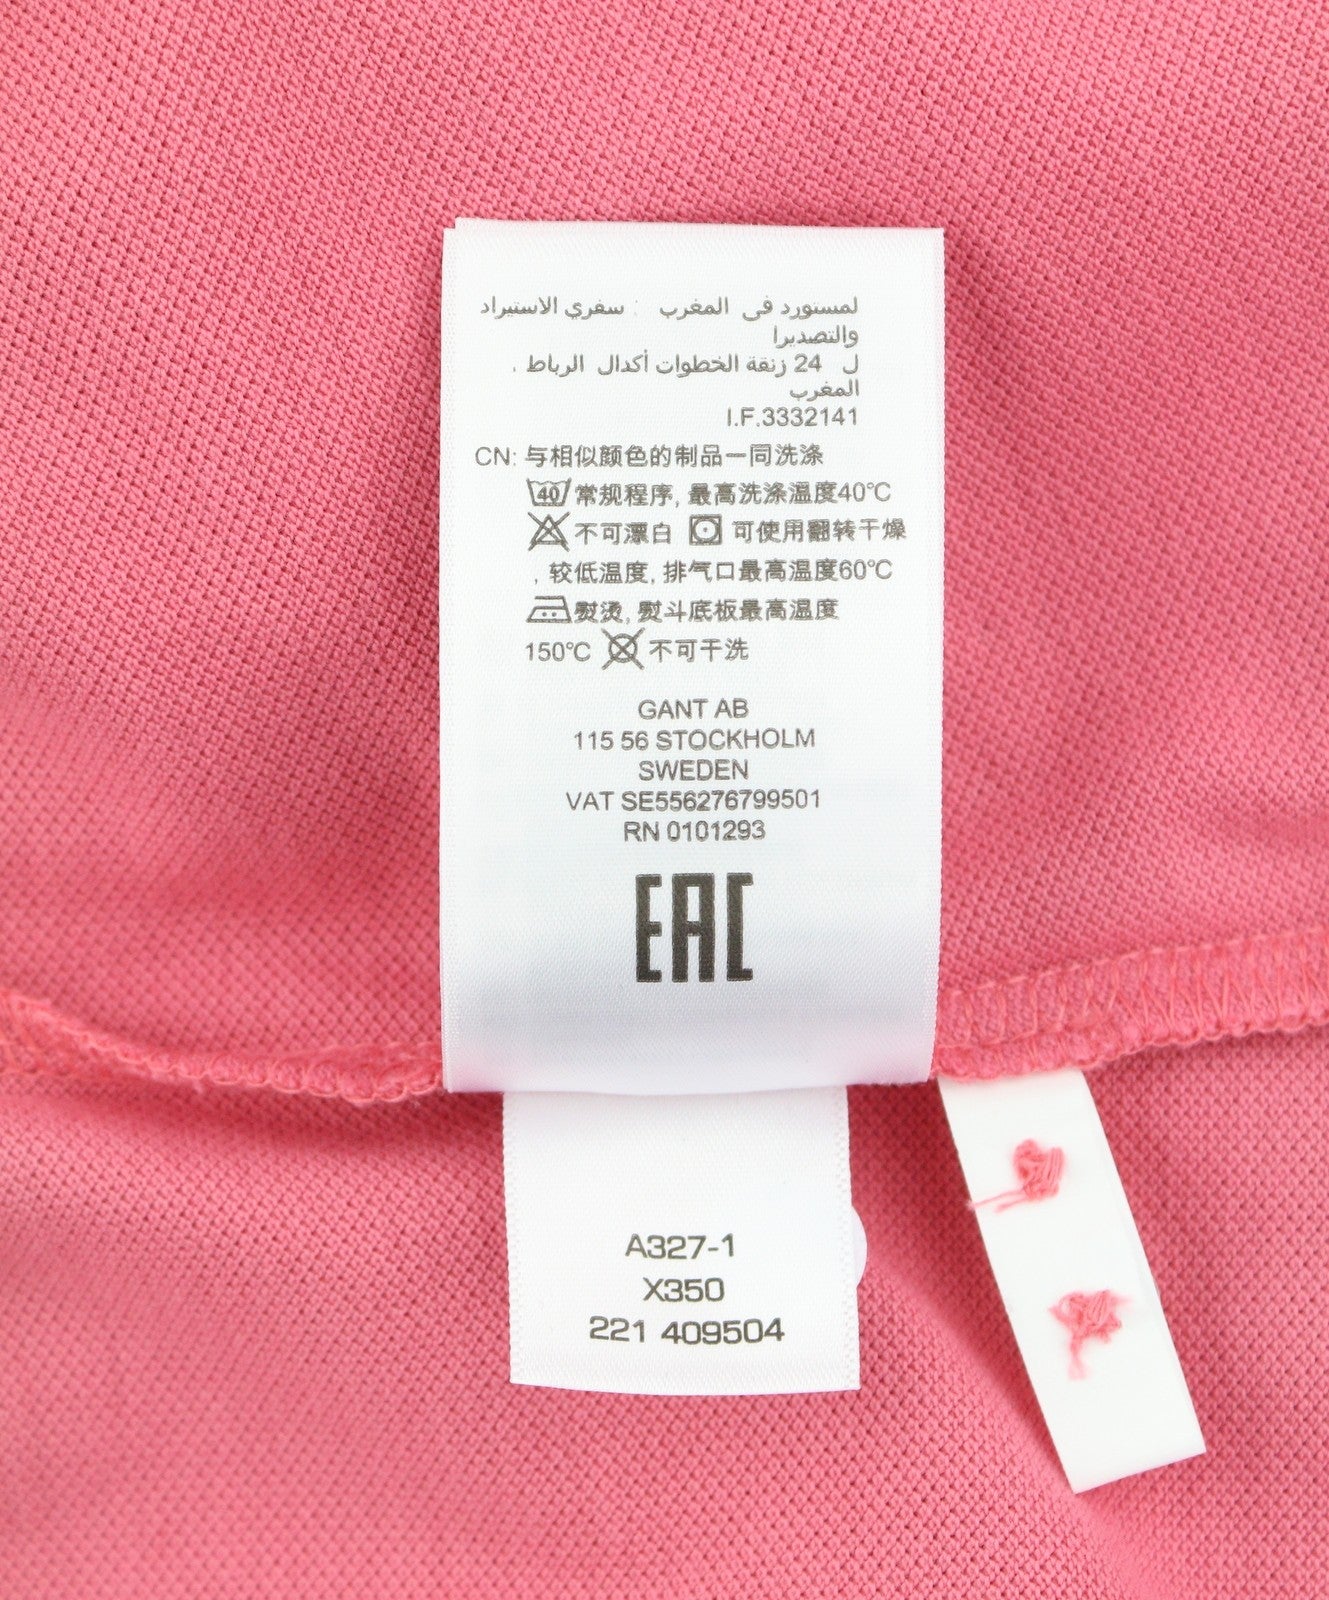 لمستورد في المغرب : سفري الاستيراد
والتصديرا
ل 24 زنقة الخطوات أكدال الرباط .
المغرب
I.F.3332141
CN: 与相似颜色的制品一同洗涤
40 常规程序, 最高洗涤温度40℃
不可漂白 可使用翻转干燥
, 较低温度, 排气口最高温度60℃
熨烫, 熨斗底板最高温度
150℃ 不可干洗
GANT AB
115 56 STOCKHOLM
SWEDEN
VAT SE556276799501
RN 0101293
EAC
A327-1
X350
221 409504